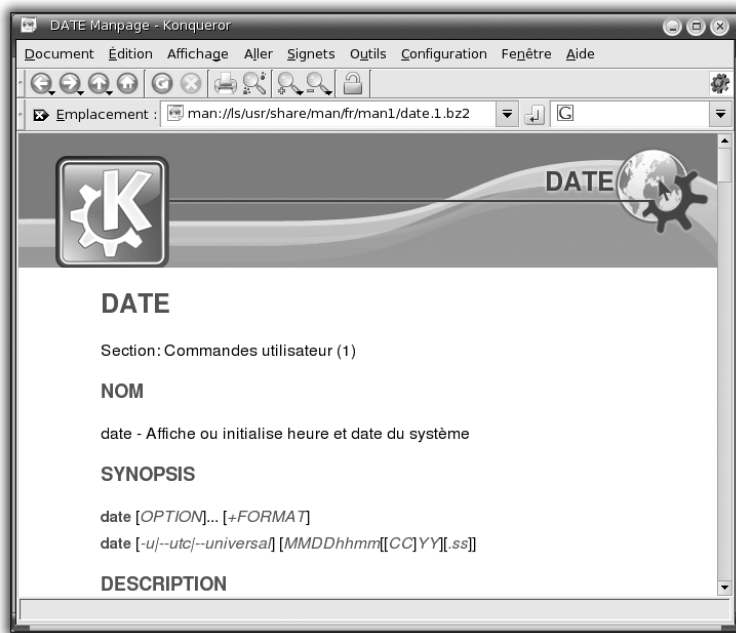 DATE Manpage - Konqueror
Document Édition Affichage Aller Signets Outils Configuration Fenêtre Aide
Emplacement : man://ls/usr/share/man/fr/man1/date.1.bz2 G
K DATE
DATE
Section: Commandes utilisateur (1)
NOM
date - Affiche ou initialise heure et date du système
SYNOPSIS
date [OPTION]... [+FORMAT]
date [-u|--utc|--universal] [MMDDhhmm[[CC]YY][.ss]]
DESCRIPTION